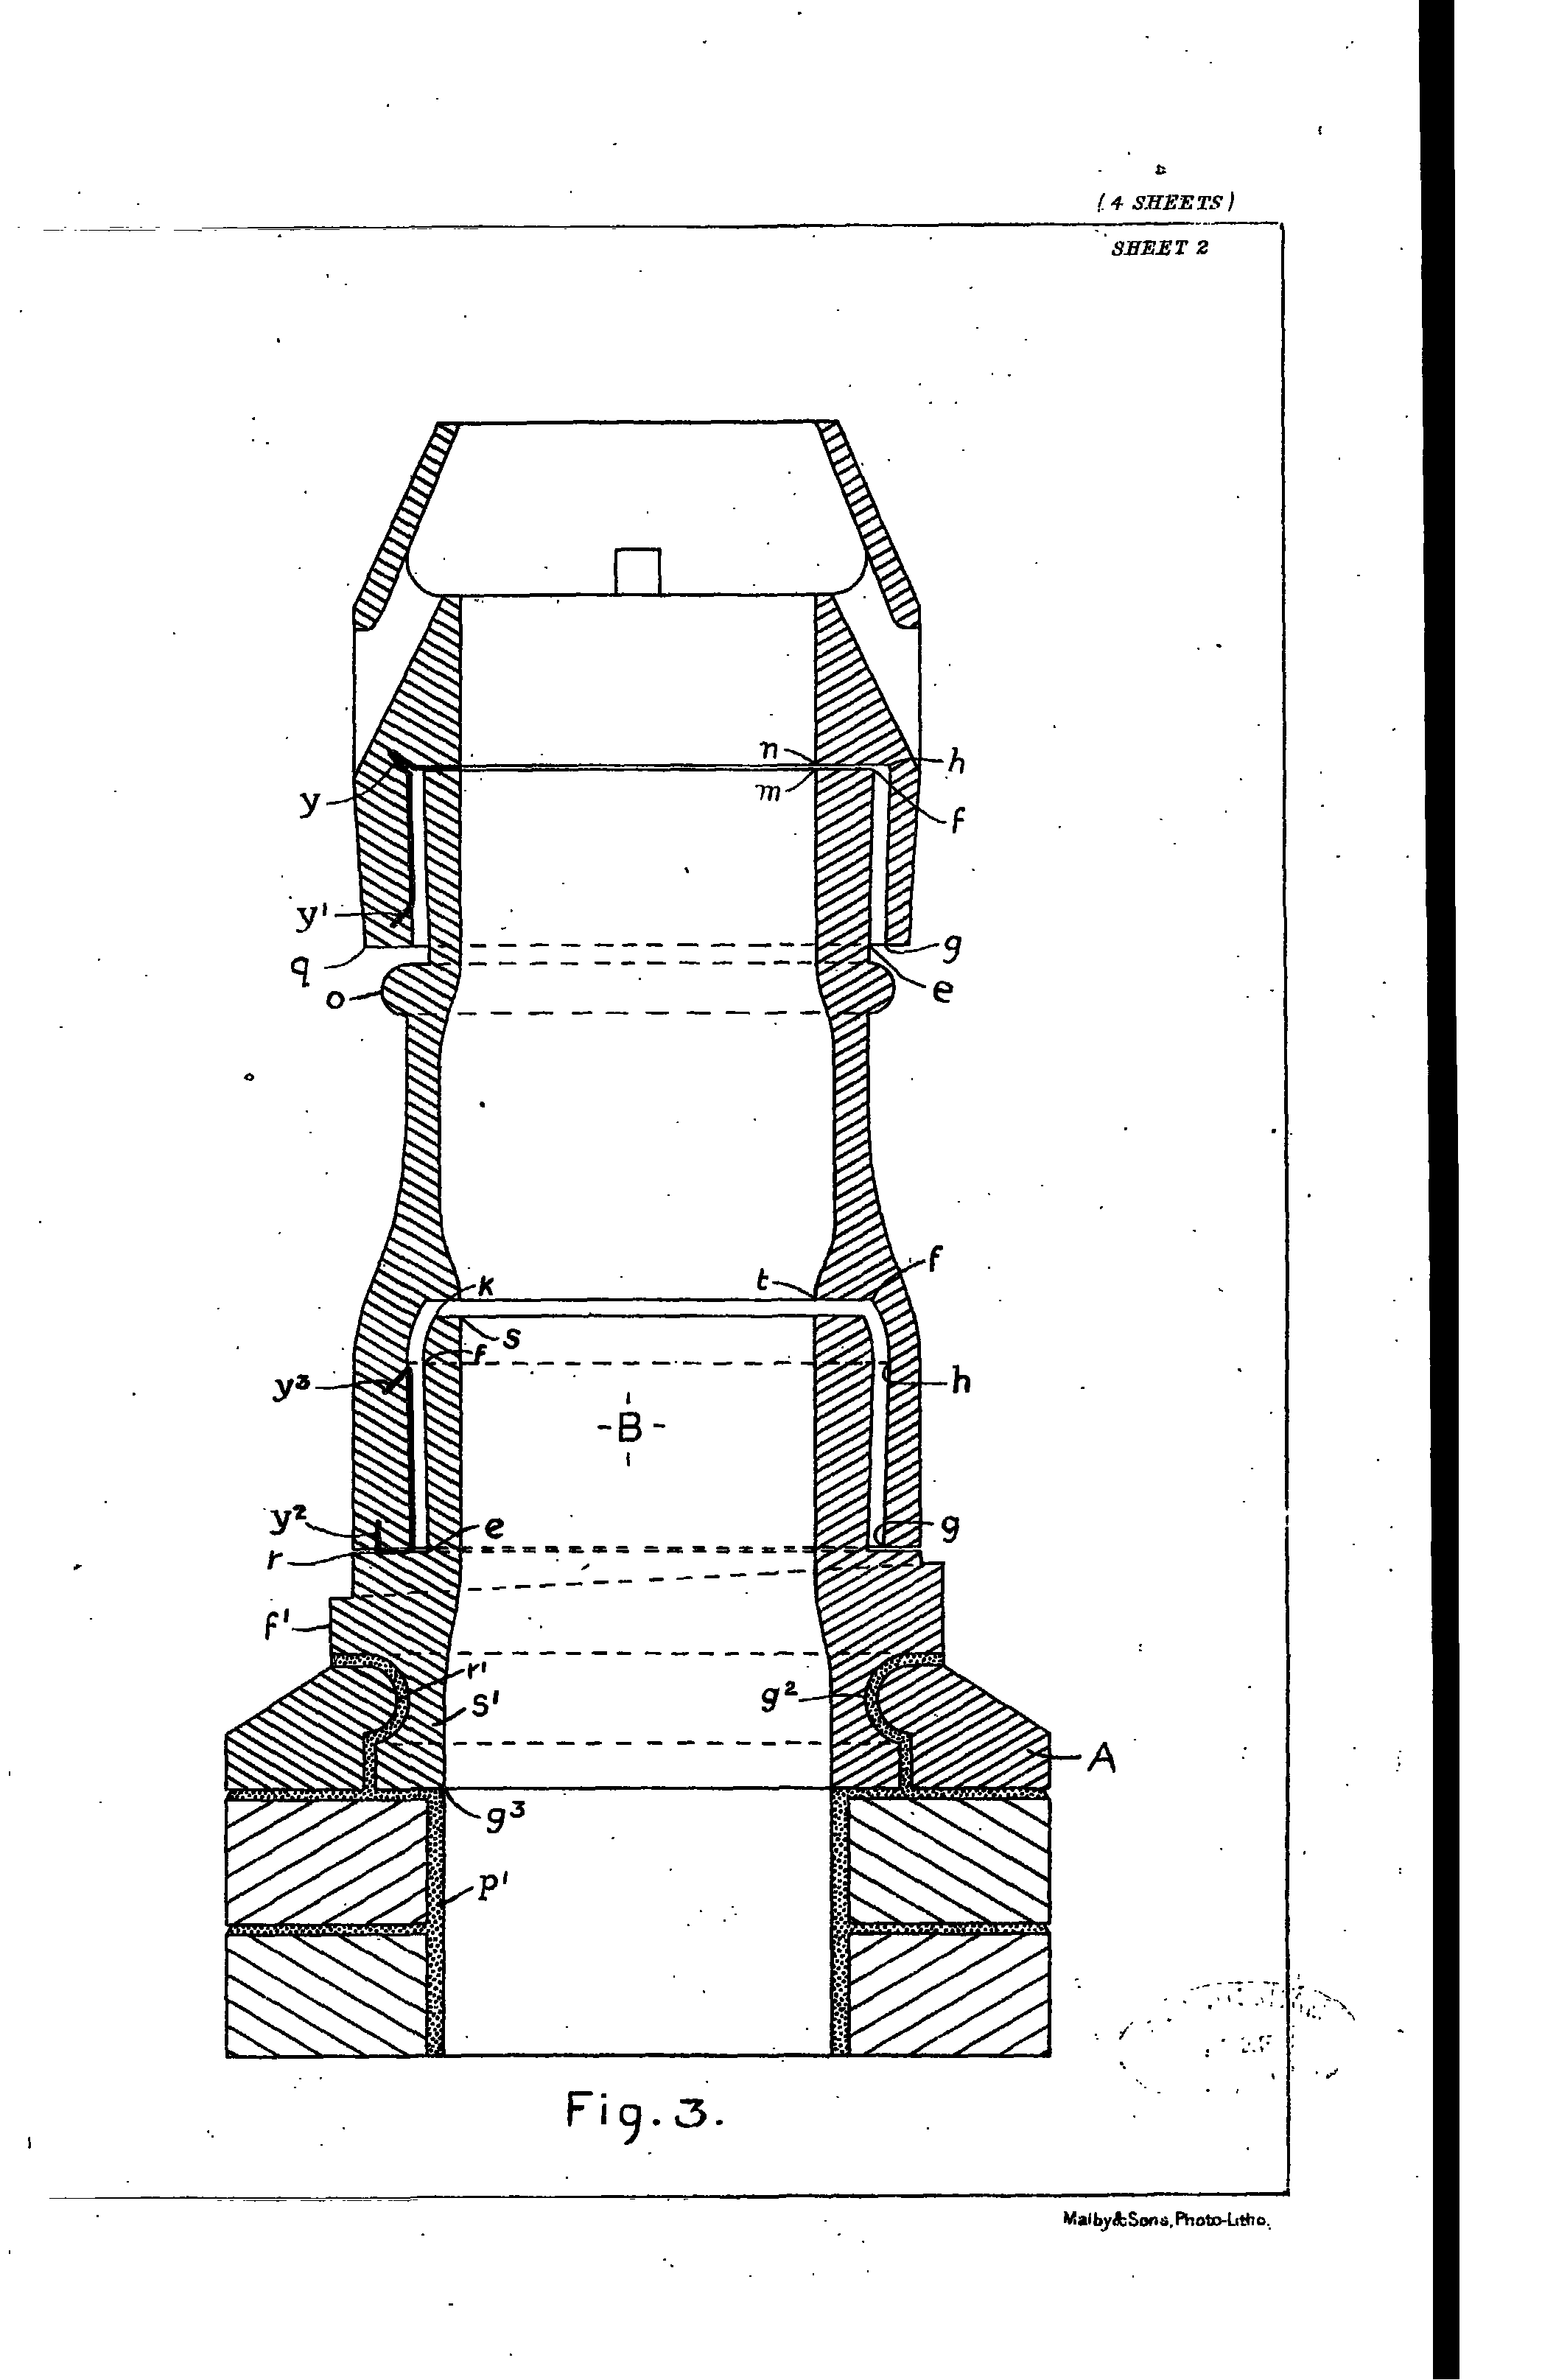 (4 SHEETS)
SHEET 2
n
h
y
m
f
y¹
q
g
o
e
f
t
k
s
f
y³
h
-B-
y²
e
g
r
f¹
r¹
g²
s¹
A
g³
p¹
Fig. 3.
Malby&Sons, Photo-Litho.